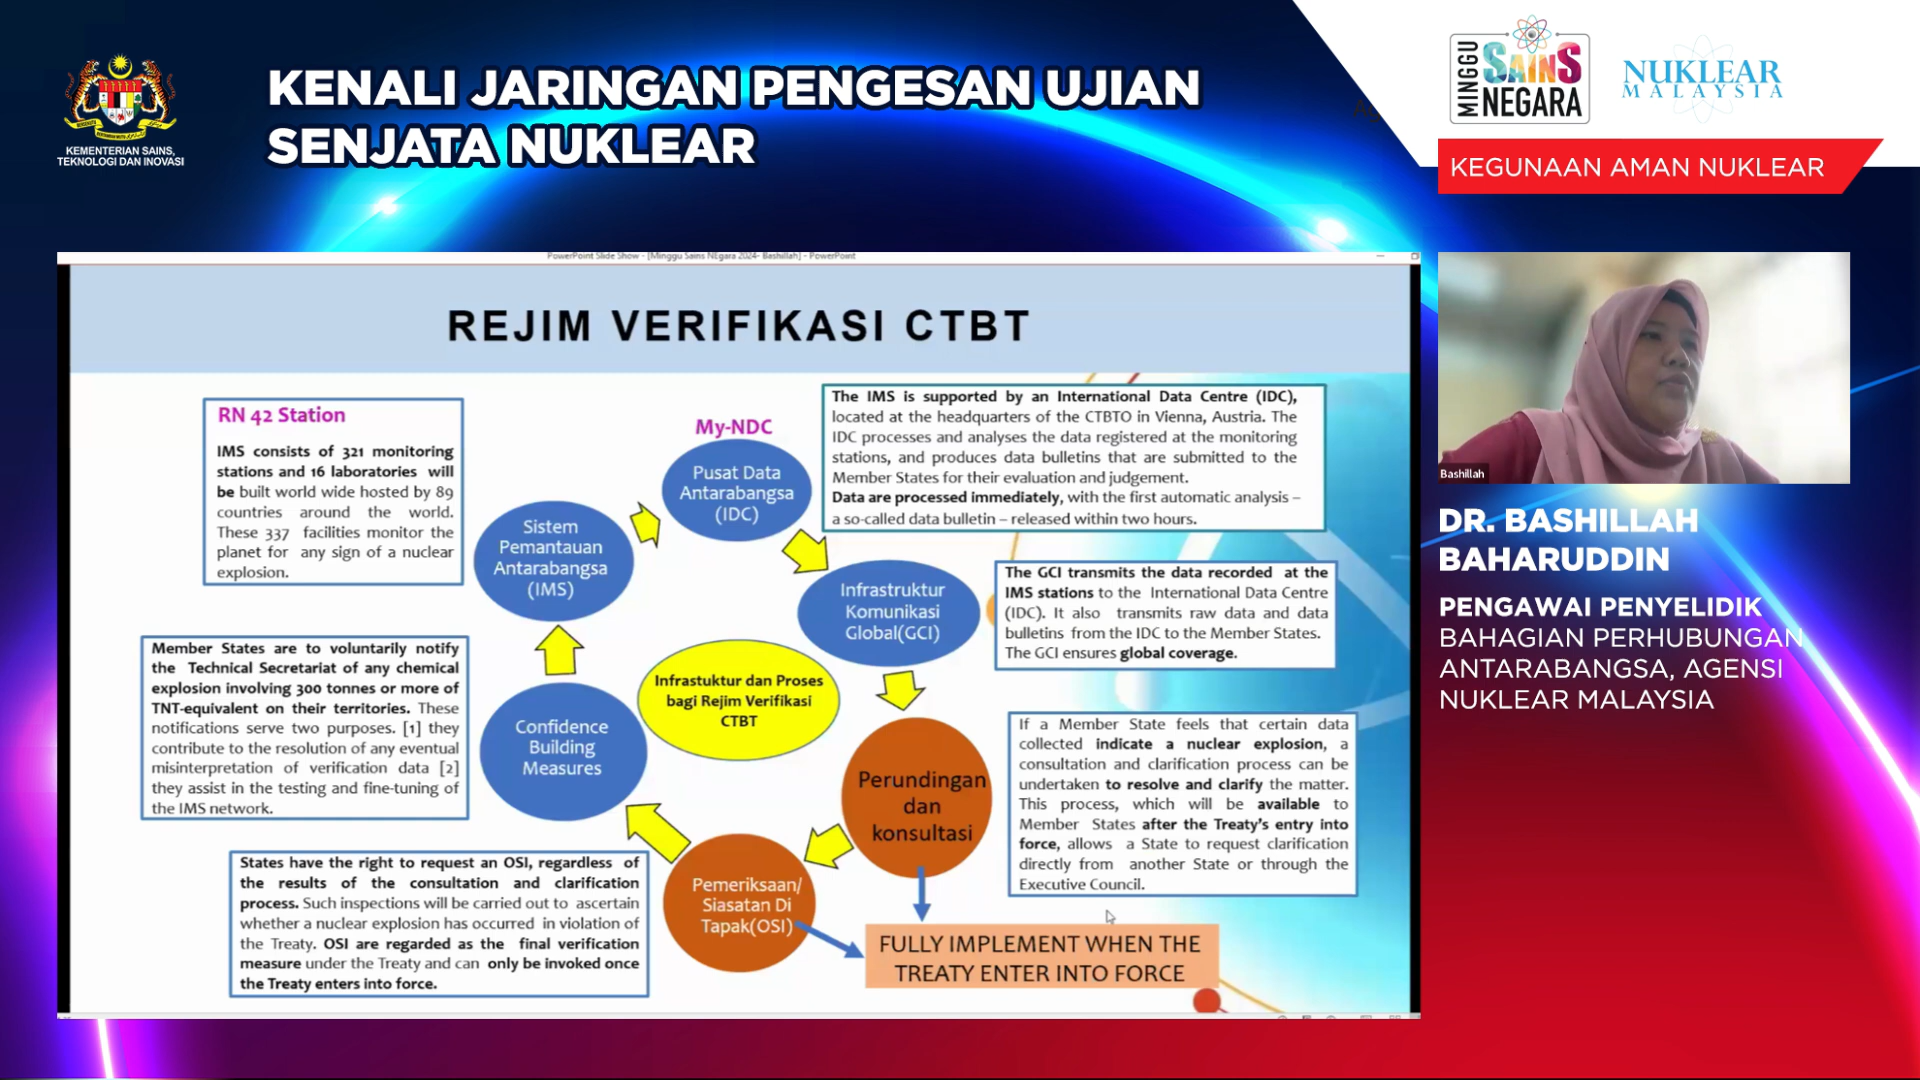 KEMENTERIAN SAINS,
TEKNOLOGI DAN INOVASI
KENALI JARINGAN PENGESAN UJIAN
SENJATA NUKLEAR
MINGGU
SAINS
NEGARA
NUKLEAR
MALAYSIA
KEGUNAAN AMAN NUKLEAR
PowerPoint Slide Show - [Minggu Sains NEgara 2024- Bashillah] - PowerPoint
REJIM VERIFIKASI CTBT
RN 42 Station
IMS consists of 321 monitoring
stations and 16 laboratories will
be built world wide hosted by 89
countries around the world.
These 337 facilities monitor the
planet for any sign of a nuclear
explosion.
My-NDC
Pusat Data
Antarabangsa
(IDC)
The IMS is supported by an International Data Centre (IDC),
located at the headquarters of the CTBTO in Vienna, Austria. The
IDC processes and analyses the data registered at the monitoring
stations, and produces data bulletins that are submitted to the
Member States for their evaluation and judgement.
Data are processed immediately, with the first automatic analysis –
a so-called data bulletin – released within two hours.
Sistem
Pemantauan
Antarabangsa
(IMS)
Infrastruktur
Komunikasi
Global(GCI)
The GCI transmits the data recorded at the
IMS stations to the International Data Centre
(IDC). It also transmits raw data and data
bulletins from the IDC to the Member States.
The GCI ensures global coverage.
Member States are to voluntarily notify
the Technical Secretariat of any chemical
explosion involving 300 tonnes or more of
TNT-equivalent on their territories. These
notifications serve two purposes. [1] they
contribute to the resolution of any eventual
misinterpretation of verification data [2]
they assist in the testing and fine-tuning of
the IMS network.
Infrastuktur dan Proses
bagi Rejim Verifikasi
CTBT
Confidence
Building
Measures
Perundingan
dan
konsultasi
If a Member State feels that certain data
collected indicate a nuclear explosion, a
consultation and clarification process can be
undertaken to resolve and clarify the matter.
This process, which will be available to
Member States after the Treaty's entry into
force, allows a State to request clarification
directly from another State or through the
Executive Council.
States have the right to request an OSI, regardless of
the results of the consultation and clarification
process. Such inspections will be carried out to ascertain
whether a nuclear explosion has occurred in violation of
the Treaty. OSI are regarded as the final verification
measure under the Treaty and can only be invoked once
the Treaty enters into force.
Pemeriksaan/
Siasatan Di
Tapak(OSI)
FULLY IMPLEMENT WHEN THE
TREATY ENTER INTO FORCE
Bashillah
DR. BASHILLAH
BAHARUDDIN
PENGAWAI PENYELIDIK
BAHAGIAN PERHUBUNGAN
ANTARABANGSA, AGENSI
NUKLEAR MALAYSIA